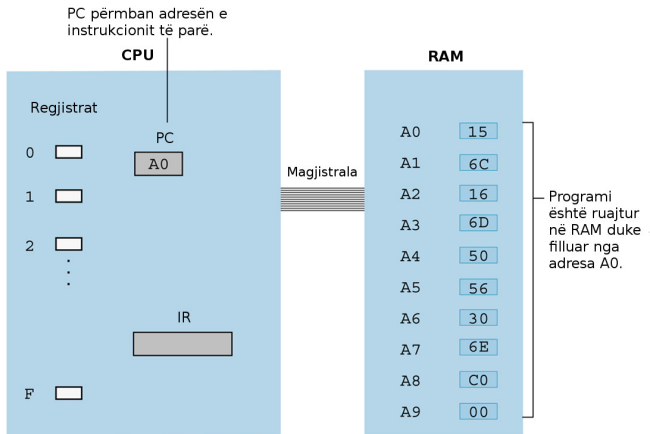 PC përmban adresën e
instruksionit të parë.
CPU
RAM
Regjistrat
PC
A0
0
1
2
F
IR
Magjistrala
A0 15
A1 6C
A2 16
A3 6D
A4 50
A5 56
A6 30
A7 6E
A8 C0
A9 00
Programi
është ruajtur
në RAM duke
filluar nga
adresa A0.